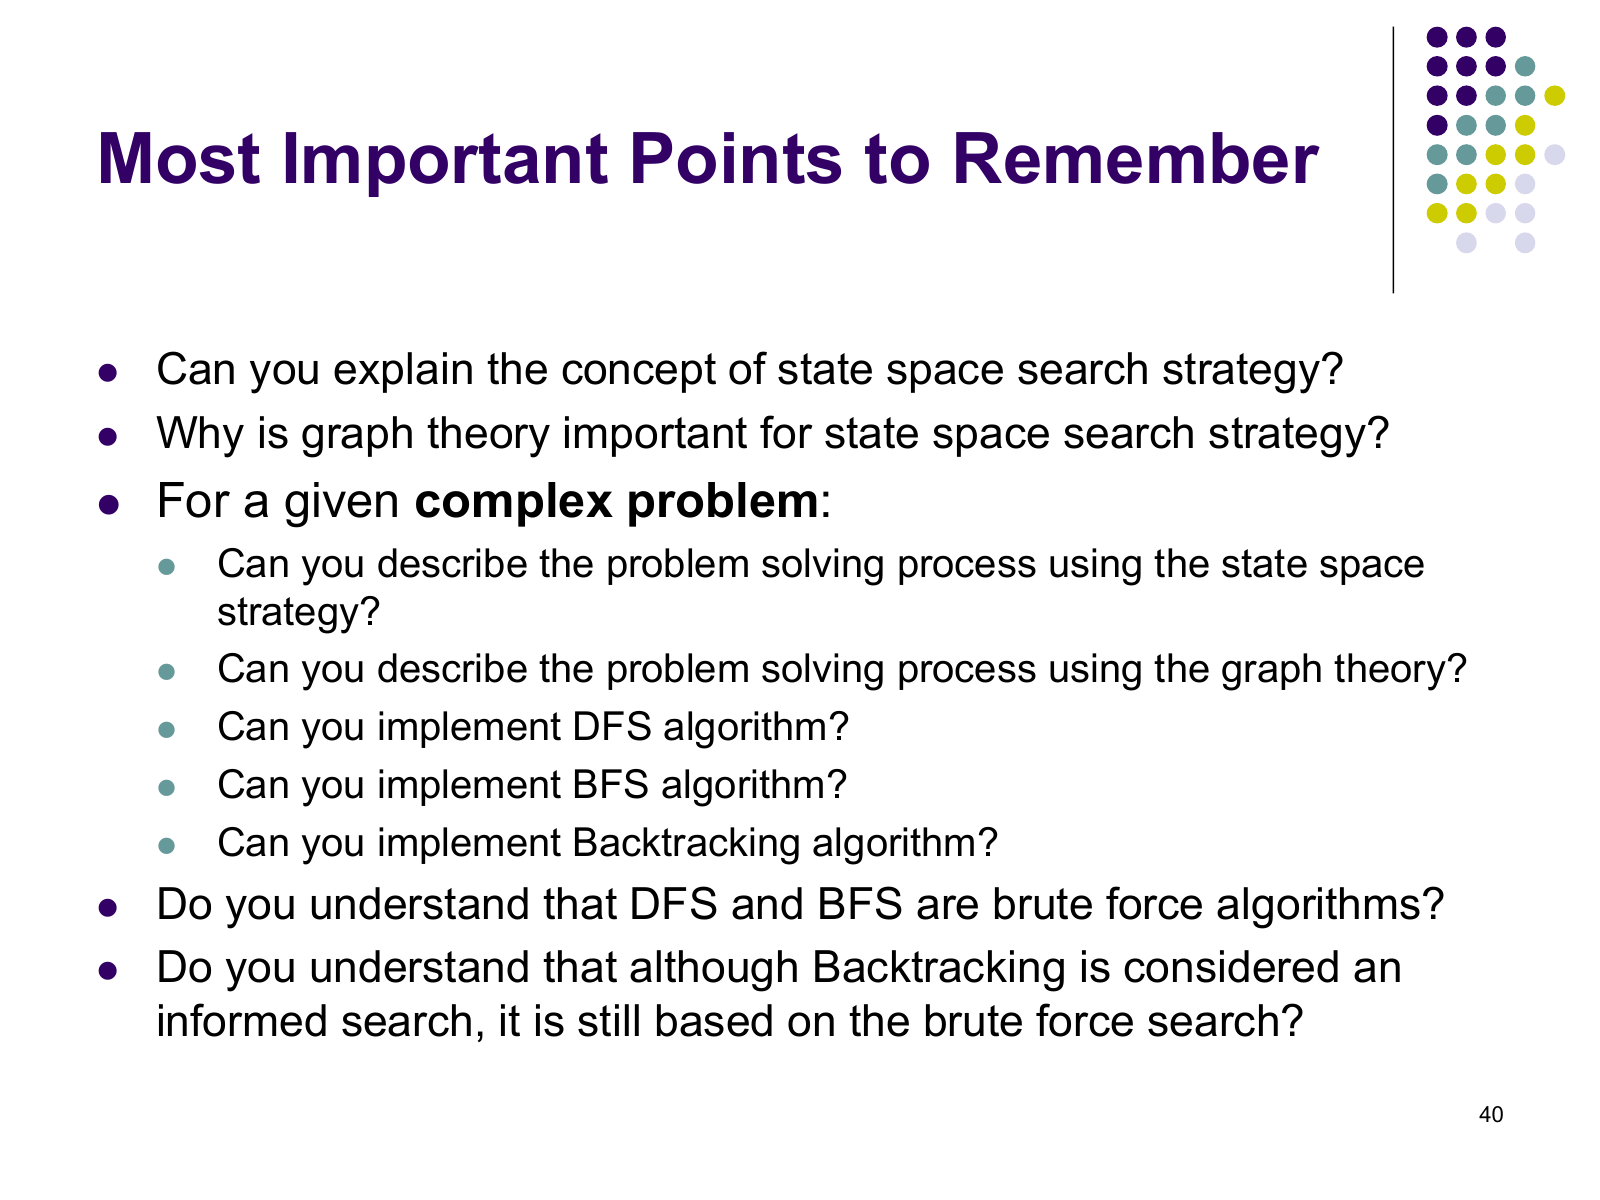 Most Important Points to Remember
Can you explain the concept of state space search strategy?
Why is graph theory important for state space search strategy?
For a given complex problem:
Can you describe the problem solving process using the state space
strategy?
Can you describe the problem solving process using the graph theory?
Can you implement DFS algorithm?
Can you implement BFS algorithm?
Can you implement Backtracking algorithm?
Do you understand that DFS and BFS are brute force algorithms?
Do you understand that although Backtracking is considered an
informed search, it is still based on the brute force search?
40